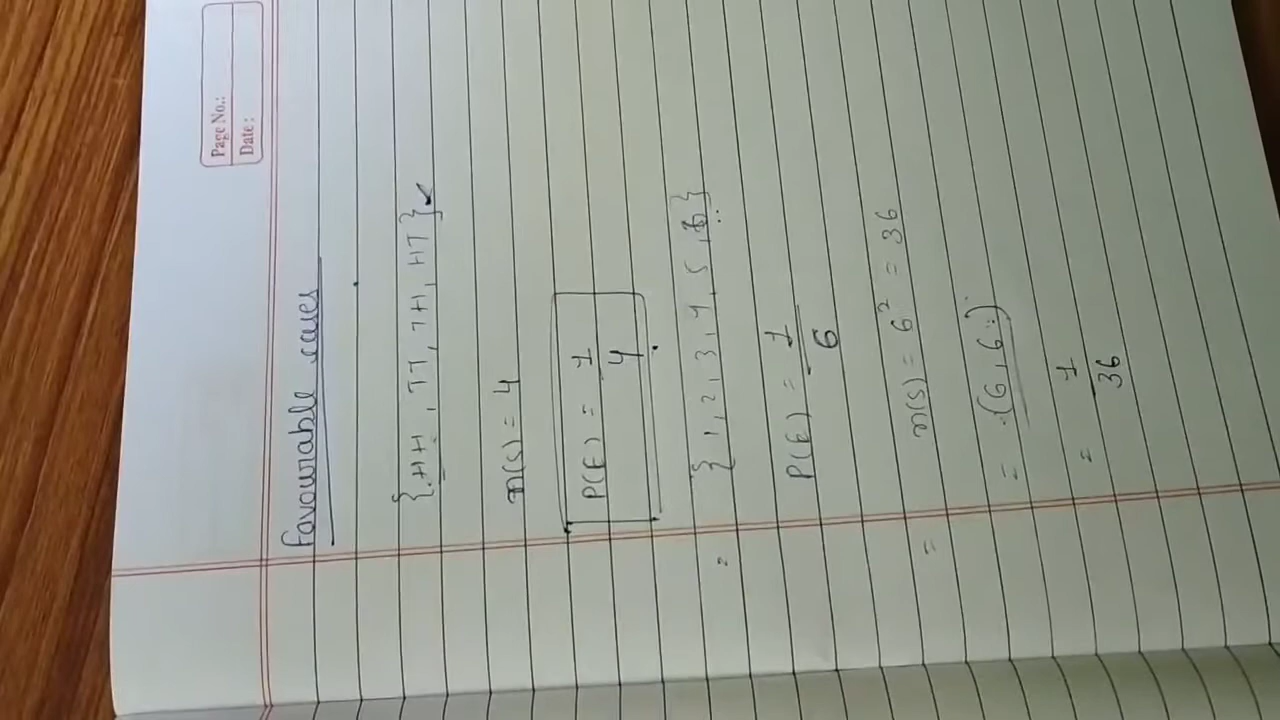 Page No.:
Date:
favourable cases
{HH, TT, TH, HT}
n(s) = 4
P(E) = 1/4
= {1, 2, 3, 4, 5, 6}
P(E) = 1/6
= n(s) = 6² = 36
= (6, 6)
= 1/36